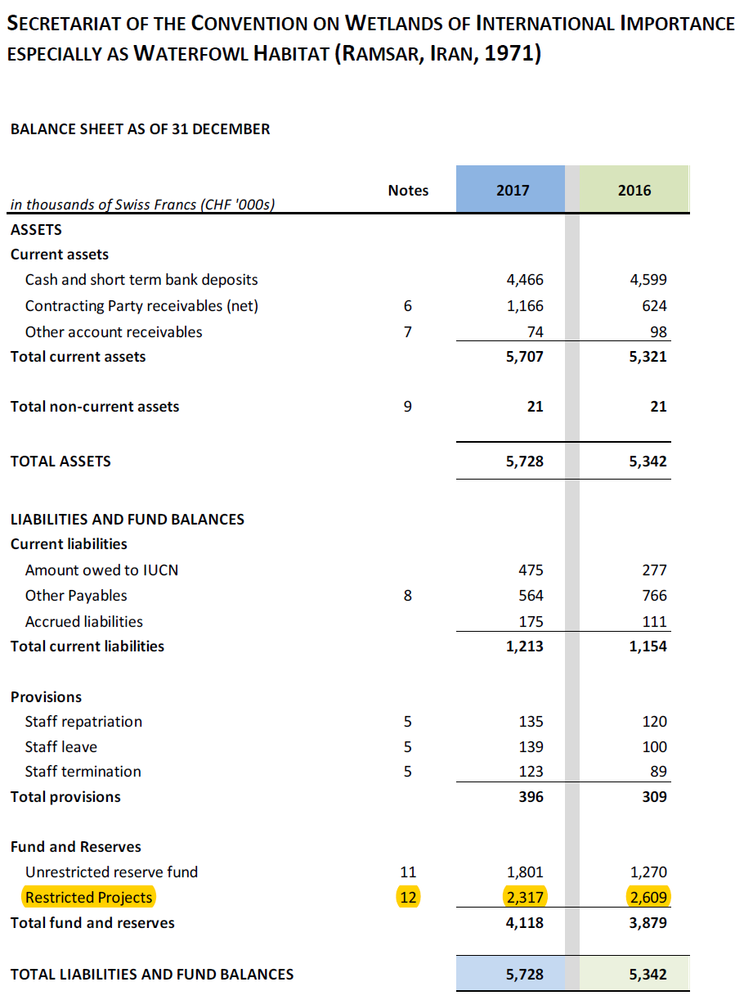 SECRETARIAT OF THE CONVENTION ON WETLANDS OF INTERNATIONAL IMPORTANCE
ESPECIALLY AS WATERFOWL HABITAT (RAMSAR, IRAN, 1971)
BALANCE SHEET AS OF 31 DECEMBER
in thousands of Swiss Francs (CHF '000s) Notes 2017 2016
ASSETS
Current assets
Cash and short term bank deposits 4,466 4,599
Contracting Party receivables (net) 6 1,166 624
Other account receivables 7 74 98
Total current assets 5,707 5,321
Total non-current assets 9 21 21
TOTAL ASSETS 5,728 5,342
LIABILITIES AND FUND BALANCES
Current liabilities
Amount owed to IUCN 475 277
Other Payables 8 564 766
Accrued liabilities 175 111
Total current liabilities 1,213 1,154
Provisions
Staff repatriation 5 135 120
Staff leave 5 139 100
Staff termination 5 123 89
Total provisions 396 309
Fund and Reserves
Unrestricted reserve fund 11 1,801 1,270
Restricted Projects 12 2,317 2,609
Total fund and reserves 4,118 3,879
TOTAL LIABILITIES AND FUND BALANCES 5,728 5,342